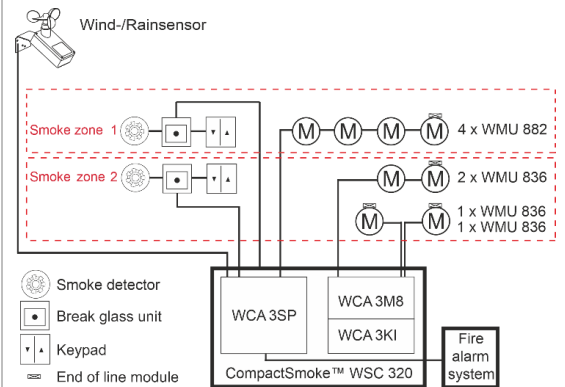 Wind-/Rainsensor
Smoke zone 1
M M M M
4 x WMU 882
Smoke zone 2
M M
2 x WMU 836
M M
1 x WMU 836
1 x WMU 836
Smoke detector
Break glass unit
Keypad
End of line module
WCA 3SP
WCA 3M8
WCA 3KI
CompactSmoke™ WSC 320
Fire
alarm
system